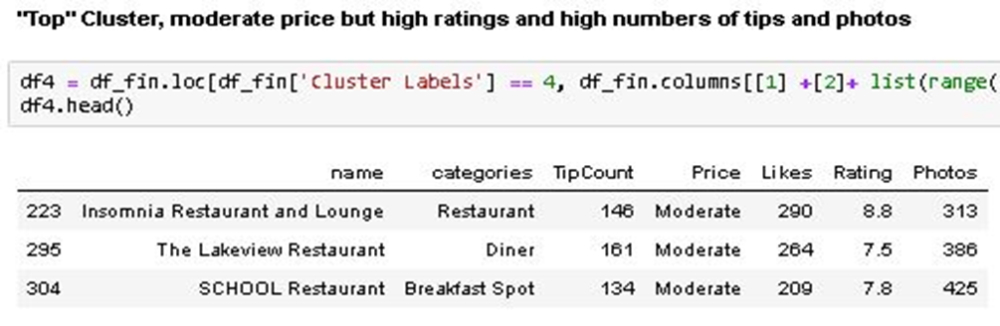 "Top" Cluster, moderate price but high ratings and high numbers of tips and photos
df4 = df_fin.loc[df_fin['Cluster Labels'] == 4, df_fin.columns[[1] +[2]+ list(range(
df4.head()
name categories TipCount Price Likes Rating Photos
223 Insomnia Restaurant and Lounge Restaurant 146 Moderate 290 8.8 313
295 The Lakeview Restaurant Diner 161 Moderate 264 7.5 386
304 SCHOOL Restaurant Breakfast Spot 134 Moderate 209 7.8 425